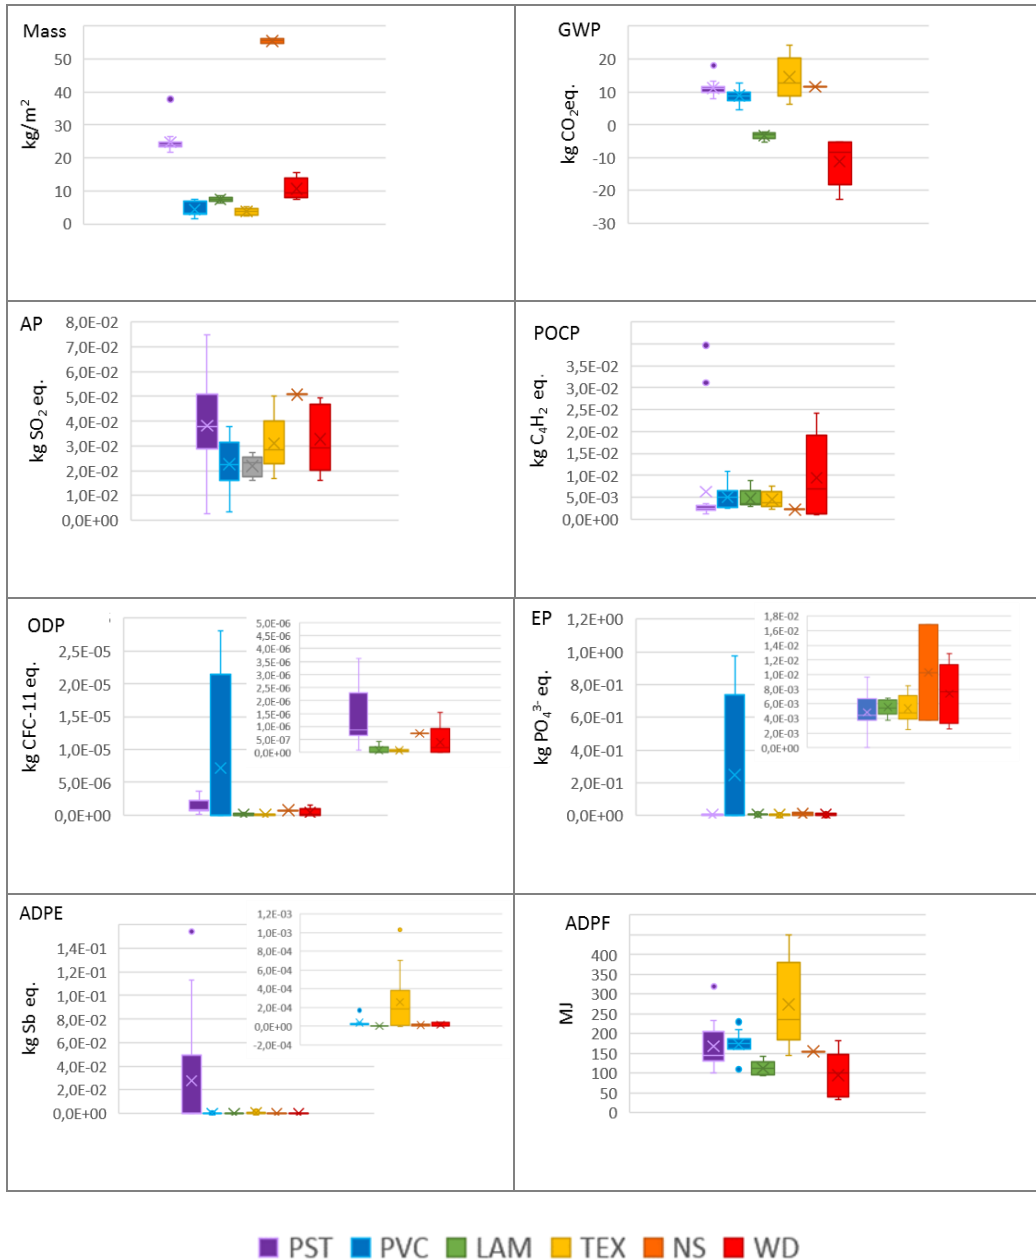 Mass
kg/m²
50
40
30
20
10
0
GWP
kg CO₂eq.
20
10
0
-10
-20
-30
AP
kg SO₂ eq.
8,0E-02
7,0E-02
6,0E-02
5,0E-02
4,0E-02
3,0E-02
2,0E-02
1,0E-02
0,0E+00
POCP
kg C₄H₂ eq.
3,5E-02
3,0E-02
2,5E-02
2,0E-02
1,5E-02
1,0E-02
5,0E-03
0,0E+00
ODP
kg CFC-11 eq.
2,5E-05
2,0E-05
1,5E-05
1,0E-05
5,0E-06
0,0E+00
5,0E-06
4,5E-06
4,0E-06
3,5E-06
3,0E-06
2,5E-06
2,0E-06
1,5E-06
1,0E-06
5,0E-07
0,0E+00
EP
kg PO₄³⁻ eq.
1,2E+00
1,0E+00
8,0E-01
6,0E-01
4,0E-01
2,0E-01
0,0E+00
1,8E-02
1,6E-02
1,4E-02
1,2E-02
1,0E-02
8,0E-03
6,0E-03
4,0E-03
2,0E-03
0,0E+00
ADPE
kg Sb eq.
1,4E-01
1,2E-01
1,0E-01
8,0E-02
6,0E-02
4,0E-02
2,0E-02
0,0E+00
1,2E-03
1,0E-03
8,0E-04
6,0E-04
4,0E-04
2,0E-04
0,0E+00
-2,0E-04
ADPF
MJ
400
350
300
250
200
150
100
50
0
PST PVC LAM TEX NS WD